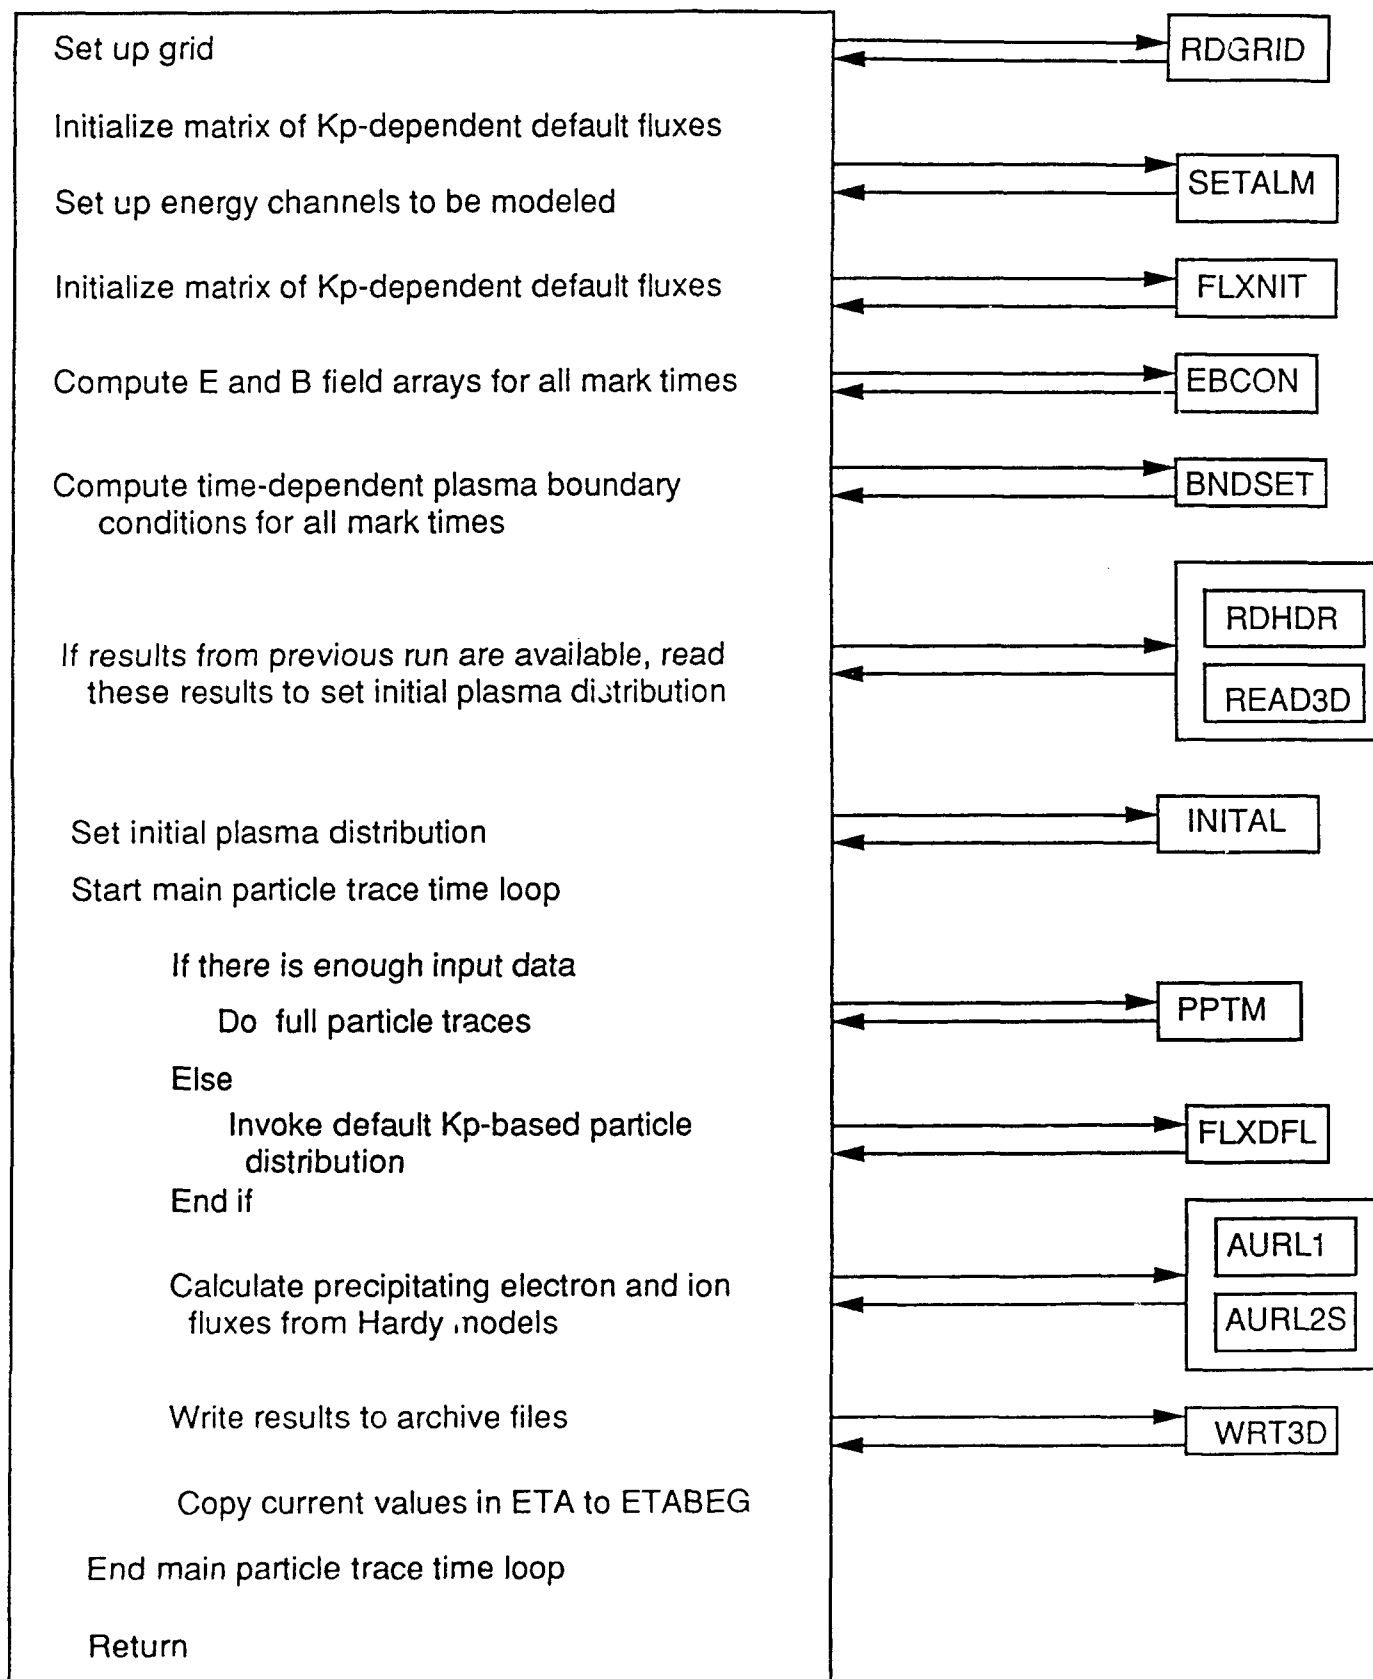 Set up grid
RDGRID
Initialize matrix of Kp-dependent default fluxes
SETALM
Set up energy channels to be modeled
Initialize matrix of Kp-dependent default fluxes
FLXNIT
Compute E and B field arrays for all mark times
EBCON
Compute time-dependent plasma boundary
conditions for all mark times
BNDSET
RDHDR
If results from previous run are available, read
these results to set initial plasma distribution
READ3D
INITAL
Set initial plasma distribution
Start main particle trace time loop
If there is enough input data
Do full particle traces
PPTM
Else
Invoke default Kp-based particle
distribution
FLXDFL
End if
AURL1
Calculate precipitating electron and ion
fluxes from Hardy models
AURL2S
Write results to archive files
WRT3D
Copy current values in ETA to ETABEG
End main particle trace time loop
Return